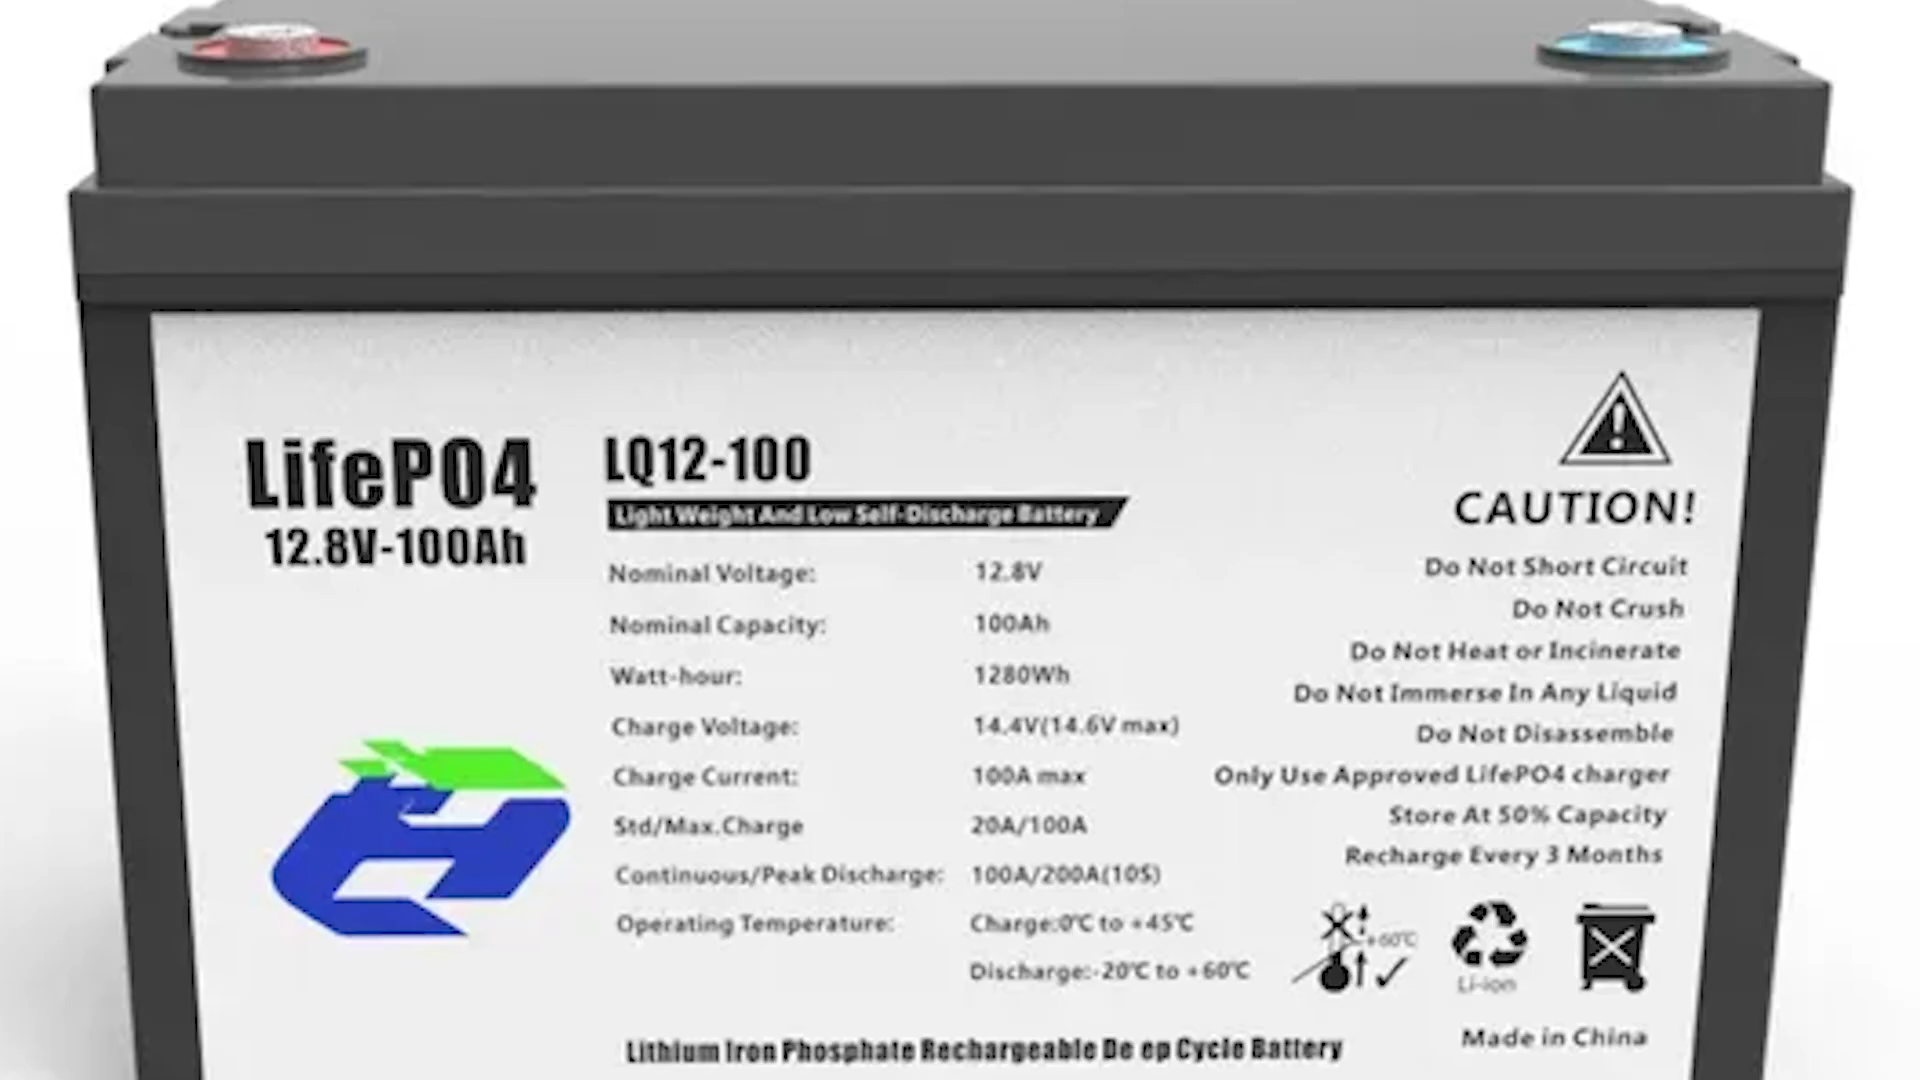 LifePO4
12.8V-100Ah
LQ12-100
Light Weight And Low Self-Discharge Battery
Nominal Voltage: 12.8V
Nominal Capacity: 100Ah
Watt-hour: 1280Wh
Charge Voltage: 14.4V(14.6V max)
Charge Current: 100A max
Std/Max.Charge 20A/100A
Continuous/Peak Discharge: 100A/200A(10S)
Operating Temperature: Charge:0℃ to +45℃
Discharge:-20℃ to +60℃
Lithium Iron Phosphate Rechargeable De ep Cycle Battery
CAUTION!
Do Not Short Circuit
Do Not Crush
Do Not Heat or Incinerate
Do Not Immerse In Any Liquid
Do Not Disassemble
Only Use Approved LifePO4 charger
Store At 50% Capacity
Recharge Every 3 Months
+60℃
Li-ion
Made in China